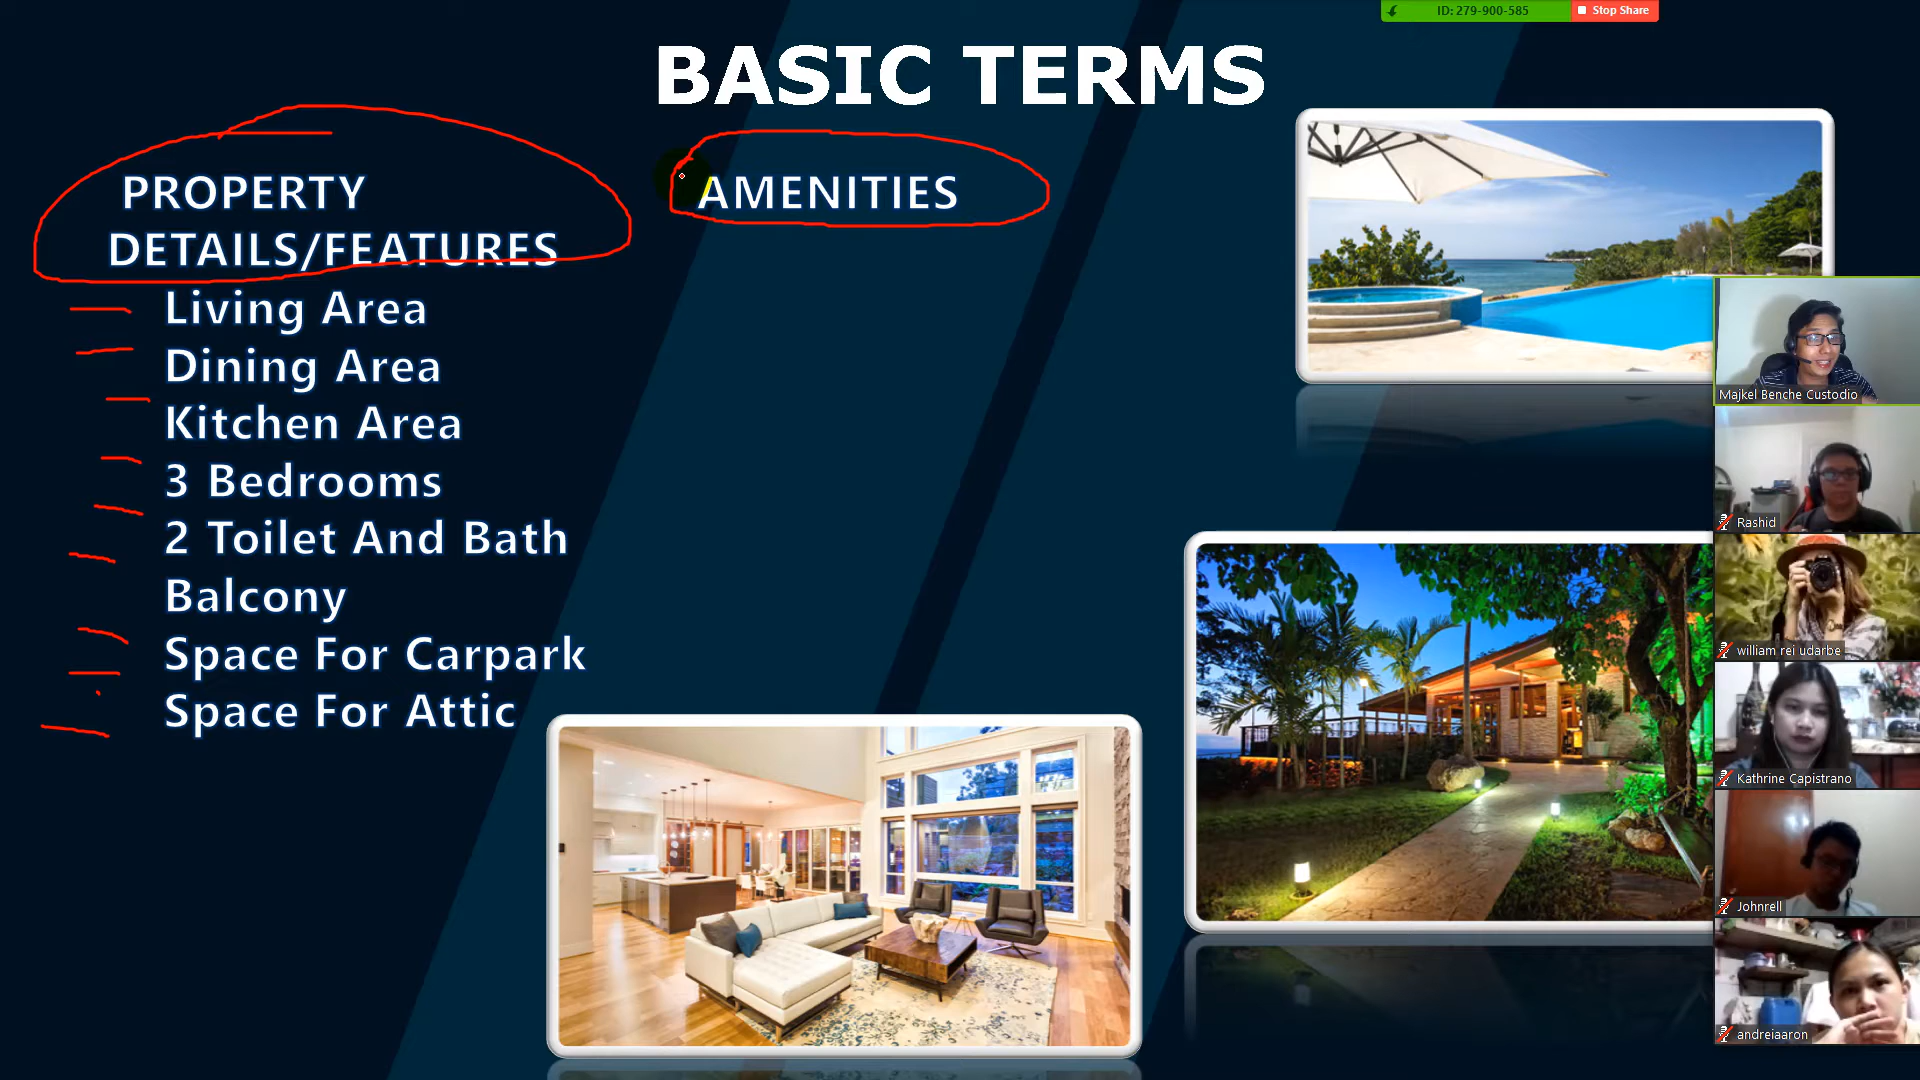 ID: 279-900-585
Stop Share
BASIC TERMS
PROPERTY
DETAILS/FEATURES
Living Area
Dining Area
Kitchen Area
3 Bedrooms
2 Toilet And Bath
Balcony
Space For Carpark
Space For Attic
AMENITIES
Majkel Benche Custodio
Rashid
william rei udarbe
Kathrine Capistrano
Johnrell
andreiaaron